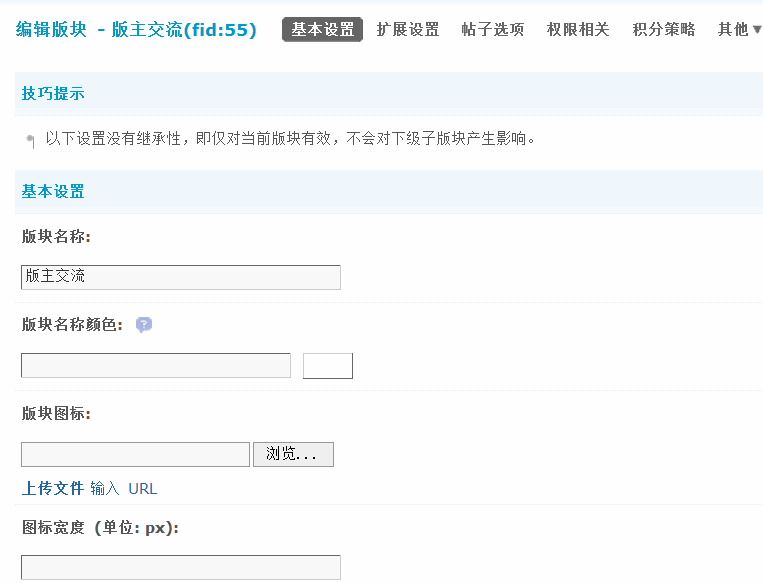 编辑版块 - 版主交流(fid:55) 基本设置 扩展设置 帖子选项 权限相关 积分策略 其他▼
技巧提示
以下设置没有继承性，即仅对当前版块有效，不会对下级子版块产生影响。
基本设置
版块名称:
版主交流
版块名称颜色: ?
版块图标:
浏览...
上传文件 输入 URL
图标宽度 (单位: px):